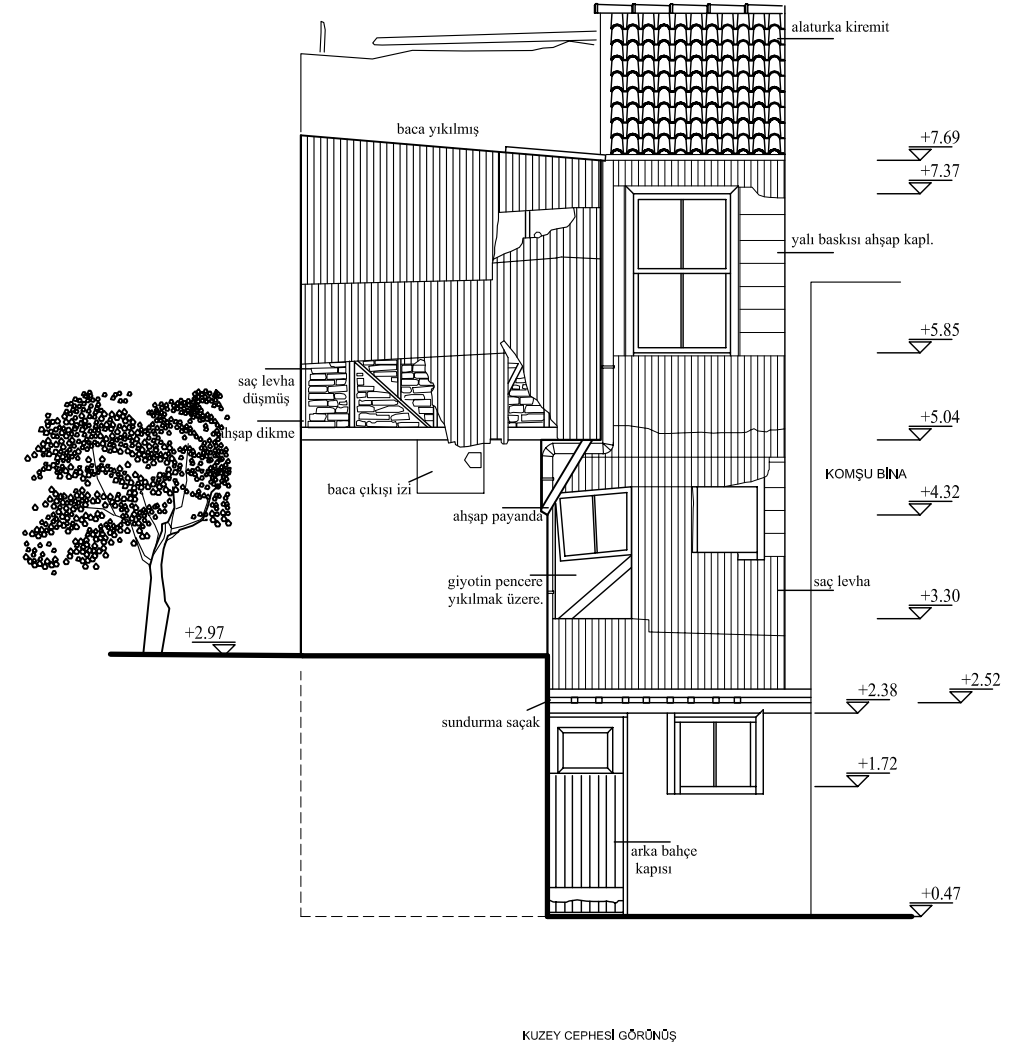 alaturka kiremit
baca yıkılmış
+7.69
+7.37
yalı baskısı ahşap kapl.
+5.85
saç levha
düşmüş
+5.04
ahşap dikme
KOMŞU BİNA
baca çıkışı izi
+4.32
ahşap payanda
giyotin pencere
yıkılmak üzere.
saç levha
+3.30
+2.97
+2.52
+2.38
sundurma saçak
+1.72
arka bahçe
kapısı
+0.47
KUZEY CEPHESİ GÖRÜNÜŞ